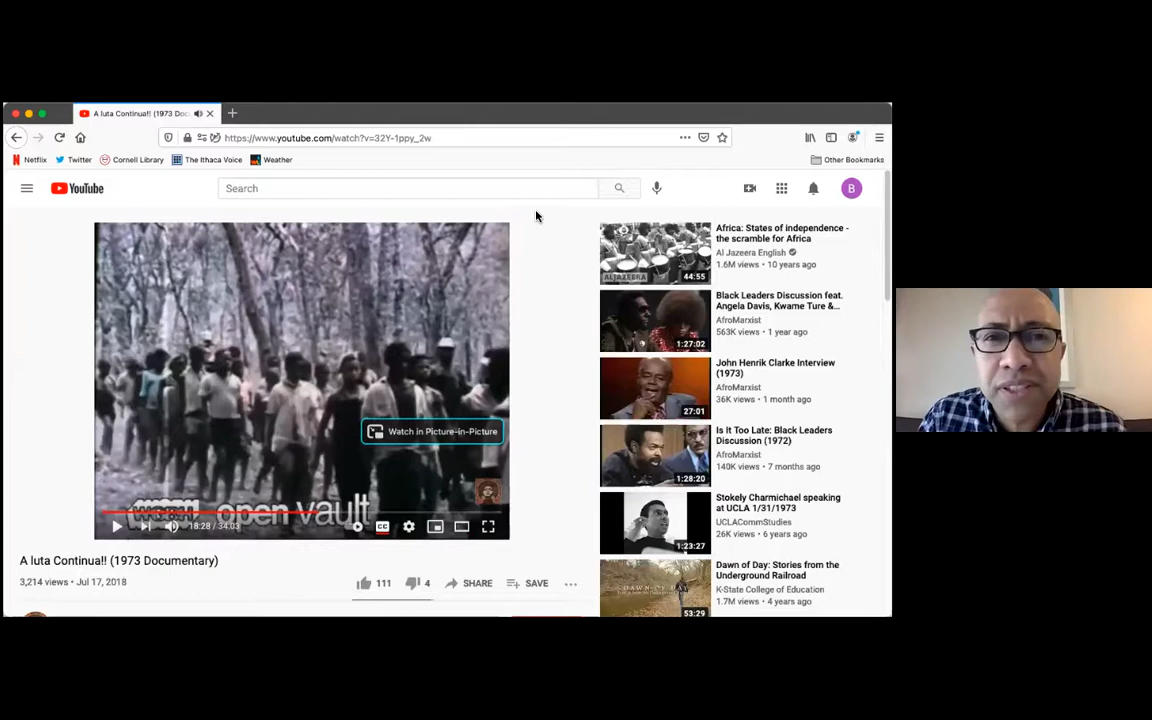 A luta Continua!! (1973 Doc
https://www.youtube.com/watch?v=32Y-1ppy_2w
Netflix
Twitter
Cornell Library
The Ithaca Voice
Weather
Other Bookmarks
YouTube
Search
B
Watch in Picture-in-Picture
WGBH open vault
18:28 / 34:03
CC
A luta Continua!! (1973 Documentary)
3,214 views • Jul 17, 2018
111
4
SHARE
SAVE
ALJAZEERA
44:55
Africa: States of independence -
the scramble for Africa
Al Jazeera English
1.6M views • 10 years ago
1:27:02
Black Leaders Discussion feat.
Angela Davis, Kwame Ture &...
AfroMarxist
563K views • 1 year ago
27:01
John Henrik Clarke Interview
(1973)
AfroMarxist
36K views • 1 month ago
1:28:20
Is It Too Late: Black Leaders
Discussion (1972)
AfroMarxist
140K views • 7 months ago
1:23:27
Stokely Charmichael speaking
at UCLA 1/31/1973
UCLACommStudies
26K views • 6 years ago
DAWN OF DAY
53:29
Dawn of Day: Stories from the
Underground Railroad
K-State College of Education
1.7M views • 4 years ago